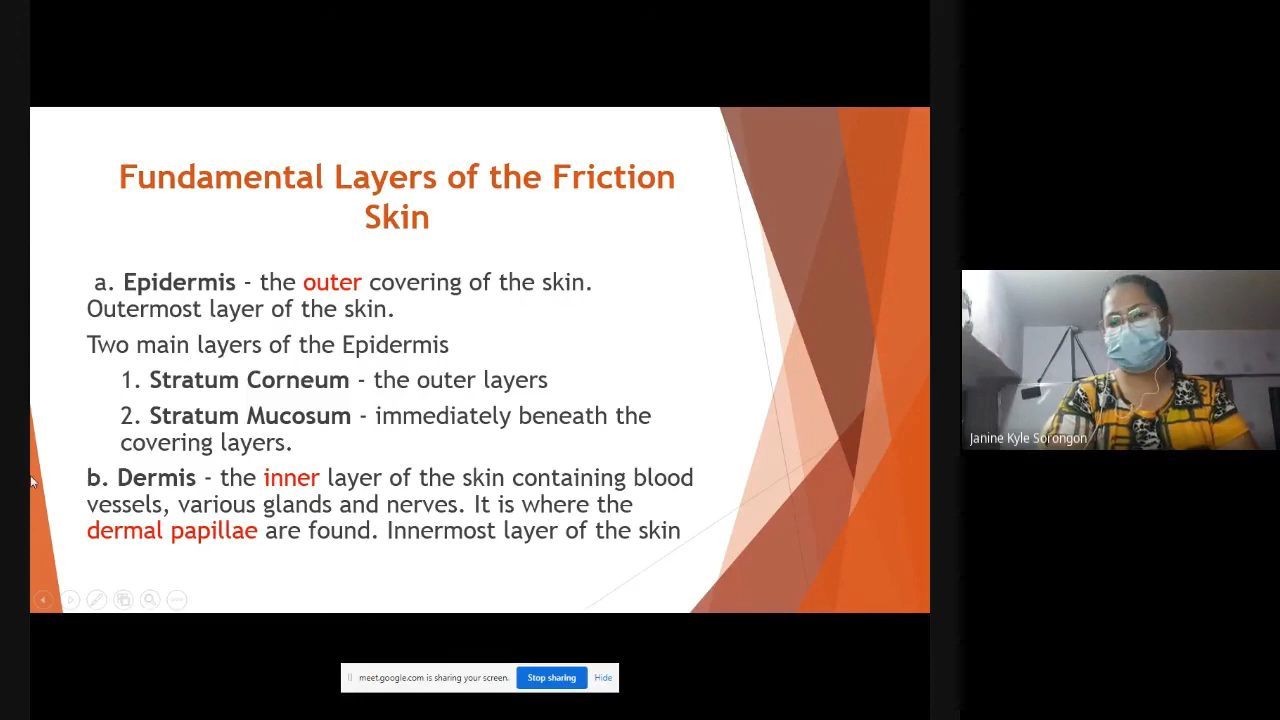 Fundamental Layers of the Friction
Skin
a. Epidermis - the outer covering of the skin.
Outermost layer of the skin.
Two main layers of the Epidermis
1. Stratum Corneum - the outer layers
2. Stratum Mucosum - immediately beneath the
covering layers.
b. Dermis - the inner layer of the skin containing blood
vessels, various glands and nerves. It is where the
dermal papillae are found. Innermost layer of the skin
Janine Kyle Sorongon
meet.google.com is sharing your screen.
Stop sharing
Hide